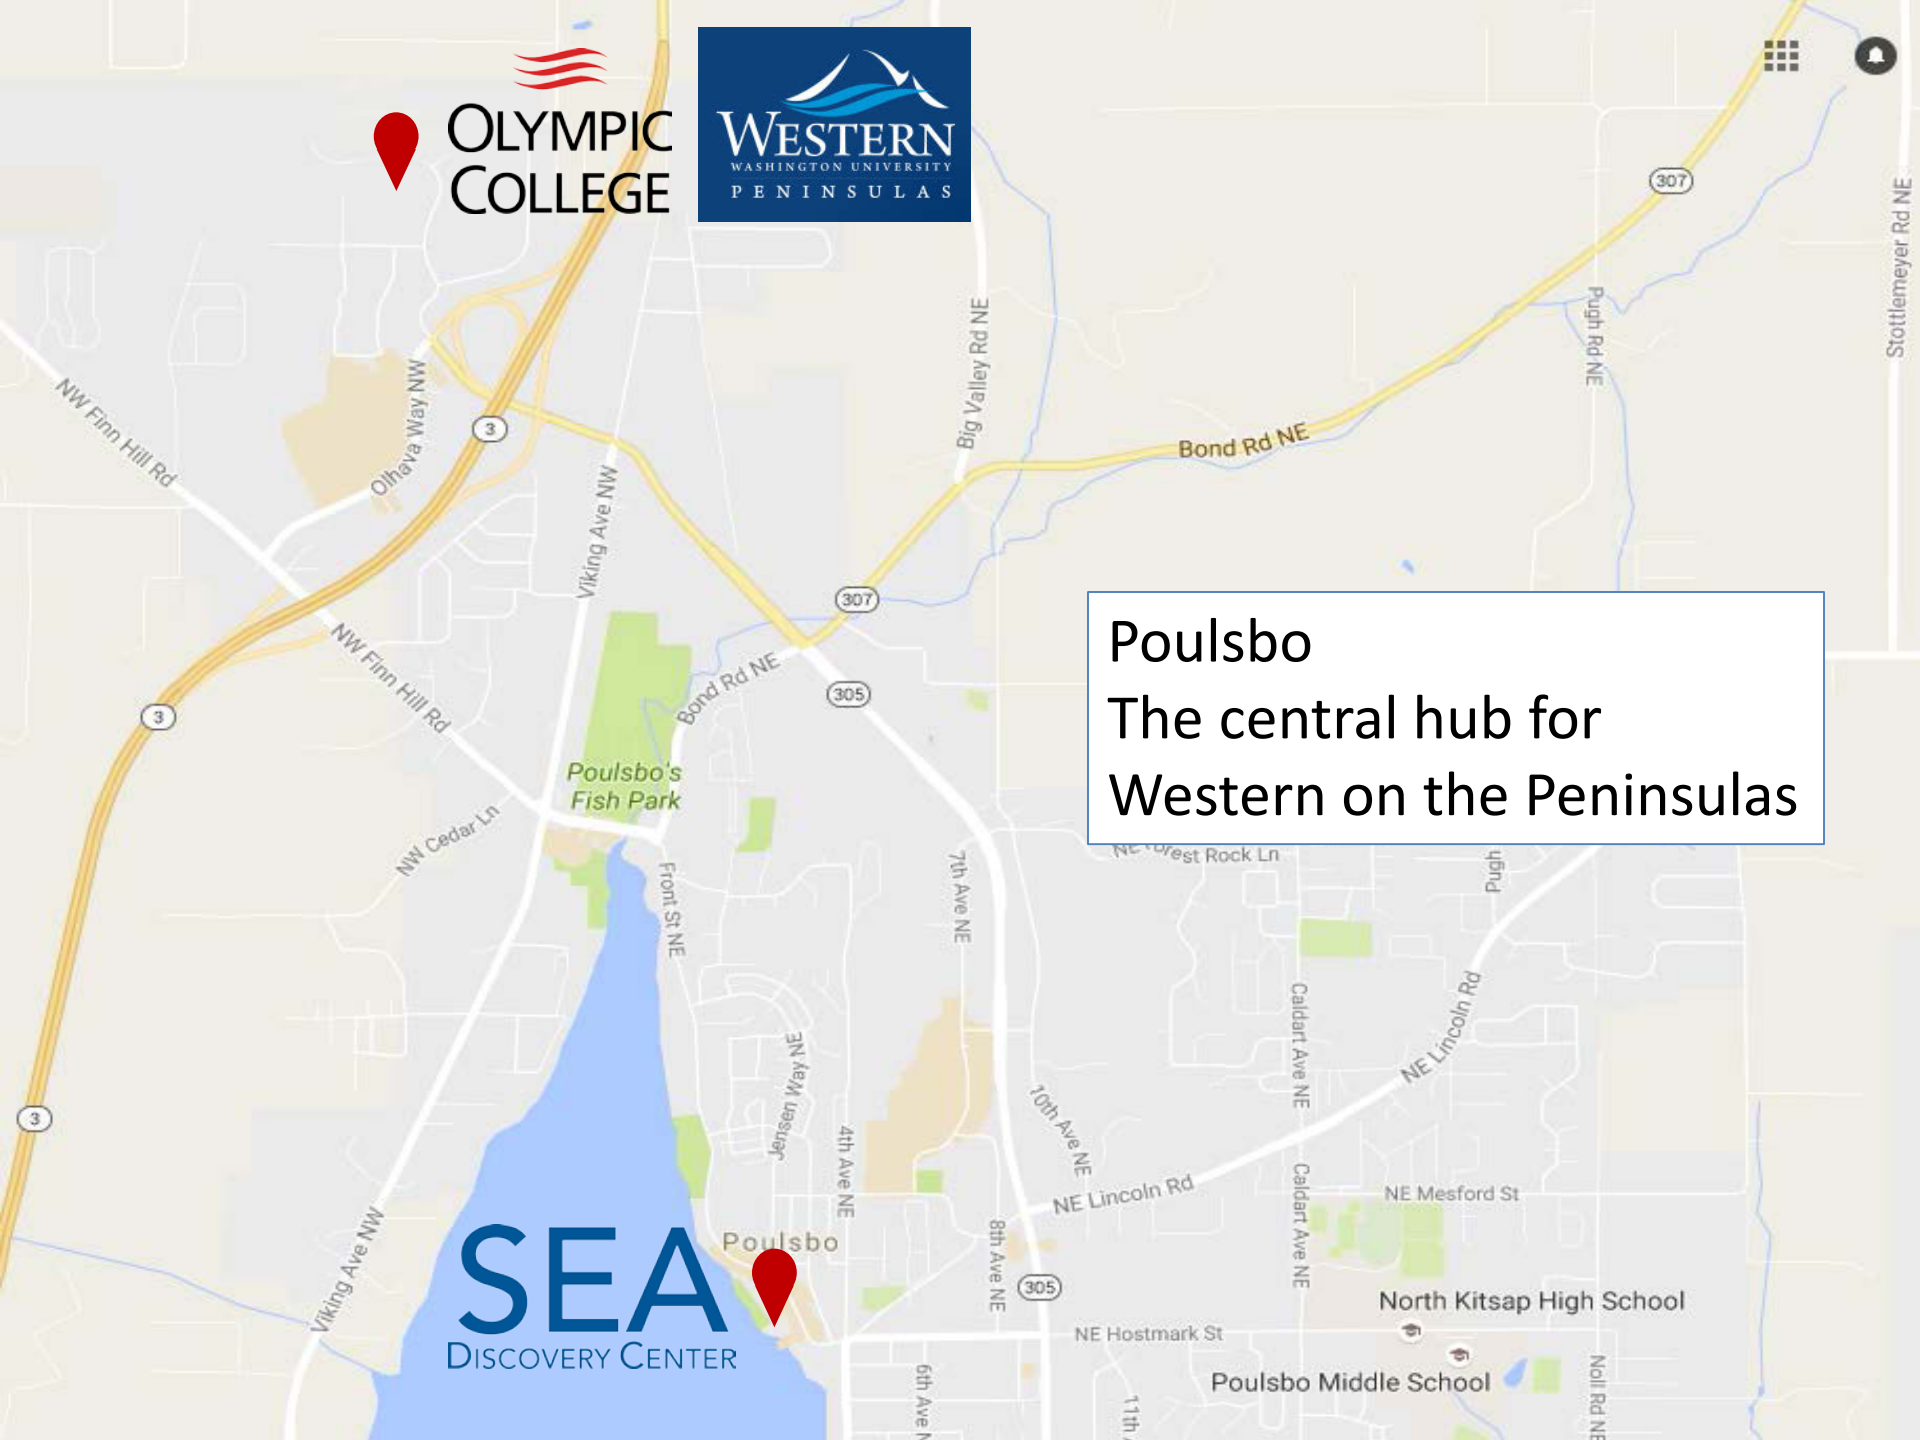 OLYMPIC
COLLEGE
WESTERN
WASHINGTON UNIVERSITY
PENINSULAS
307
Stottlemeyer Rd NE
Pugh Rd NE
Big Valley Rd NE
NW Finn Hill Rd
Olhava Way NW
3
Bond Rd NE
Viking Ave NW
307
Poulsbo
The central hub for
Western on the Peninsulas
NW Finn Hill Rd
Bond Rd NE
305
3
Poulsbo's
Fish Park
NW Cedar Ln
Front St NE
7th Ave NE
Rock Ln
Pugh
Caldart Ave NE
NE Lincoln Rd
Jensen Way NE
10th Ave NE
3
4th Ave NE
NE Lincoln Rd
Caldart Ave NE
NE Mesford St
Viking Ave NW
SEA
DISCOVERY CENTER
Poulsbo
8th Ave NE
305
North Kitsap High School
NE Hostmark St
Poulsbo Middle School
6th Ave N
11th
Noll Rd NE